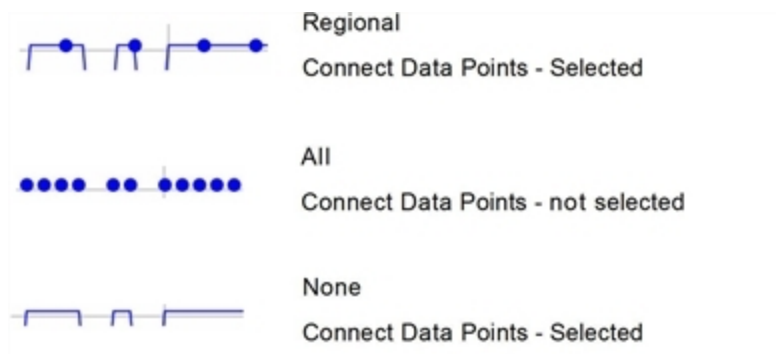 Regional
Connect Data Points - Selected
All
Connect Data Points - not selected
None
Connect Data Points - Selected